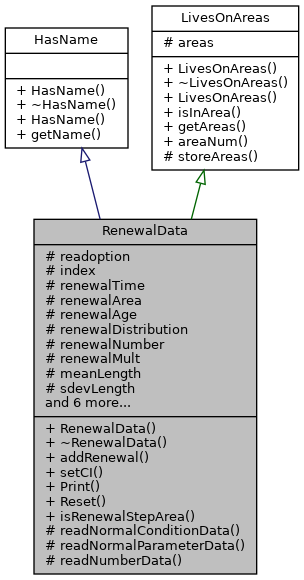 HasName
+ HasName()
+ ~HasName()
+ HasName()
+ getName()
LivesOnAreas
# areas
+ LivesOnAreas()
+ ~LivesOnAreas()
+ LivesOnAreas()
+ isInArea()
+ getAreas()
+ areaNum()
# storeAreas()
RenewalData
# readoption
# index
# renewalTime
# renewalArea
# renewalAge
# renewalDistribution
# renewalNumber
# renewalMult
# meanLength
# sdevLength
and 6 more...
+ RenewalData()
+ ~RenewalData()
+ addRenewal()
+ setCI()
+ Print()
+ Reset()
+ isRenewalStepArea()
# readNormalConditionData()
# readNormalParameterData()
# readNumberData()